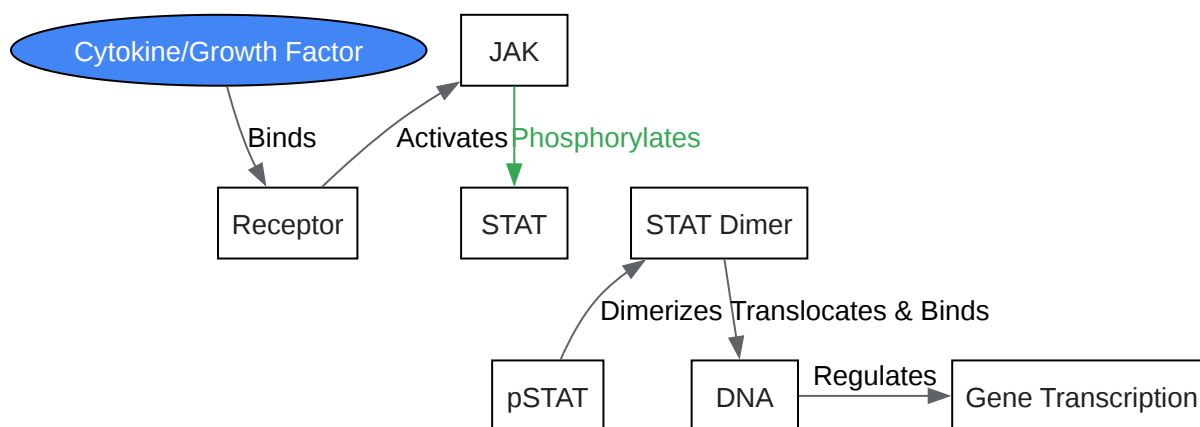 Cytokine/Growth Factor
JAK
Binds
Activates
Phosphorylates
Receptor
STAT
STAT Dimer
Dimerizes
Translocates & Binds
pSTAT
DNA
Regulates
Gene Transcription